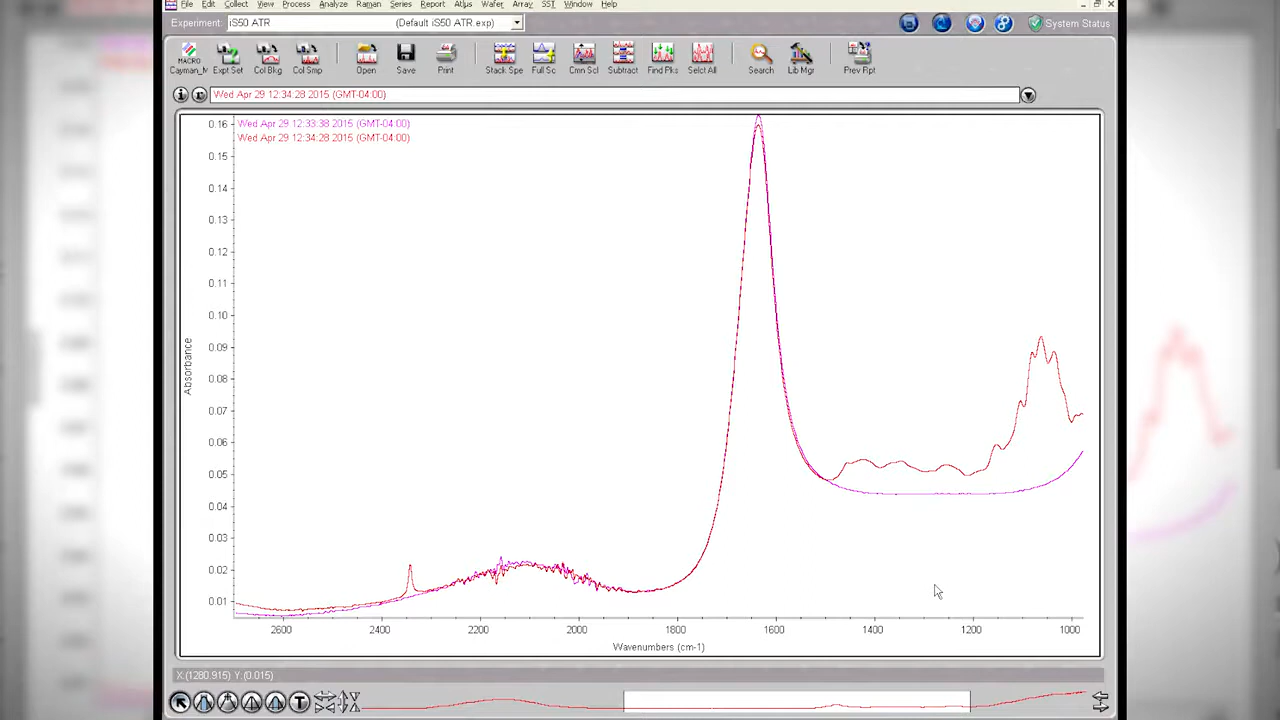 File Edit Collect View Process Analyze Raman Series Report Atlµs Wafer Array SST Window Help
Experiment: iS50 ATR (Default iS50 ATR.exp) System Status
MACRO
Cayman_M Expt Set Col Bkg Col Smp Open Save Print Stack Spe Full Sc Cmn Scl Subtract Find Pks Selct All Search Lib Mgr Prev Rpt
Wed Apr 29 12:34:28 2015 (GMT-04:00)
Wed Apr 29 12:33:38 2015 (GMT-04:00)
Wed Apr 29 12:34:28 2015 (GMT-04:00)
0.16
0.15
0.14
0.13
0.12
0.11
0.10
0.09
0.08
0.07
0.06
0.05
0.04
0.03
0.02
0.01
Absorbance
2600 2400 2200 2000 1800 1600 1400 1200 1000
Wavenumbers (cm-1)
X:(1280.915) Y:(0.015)
T